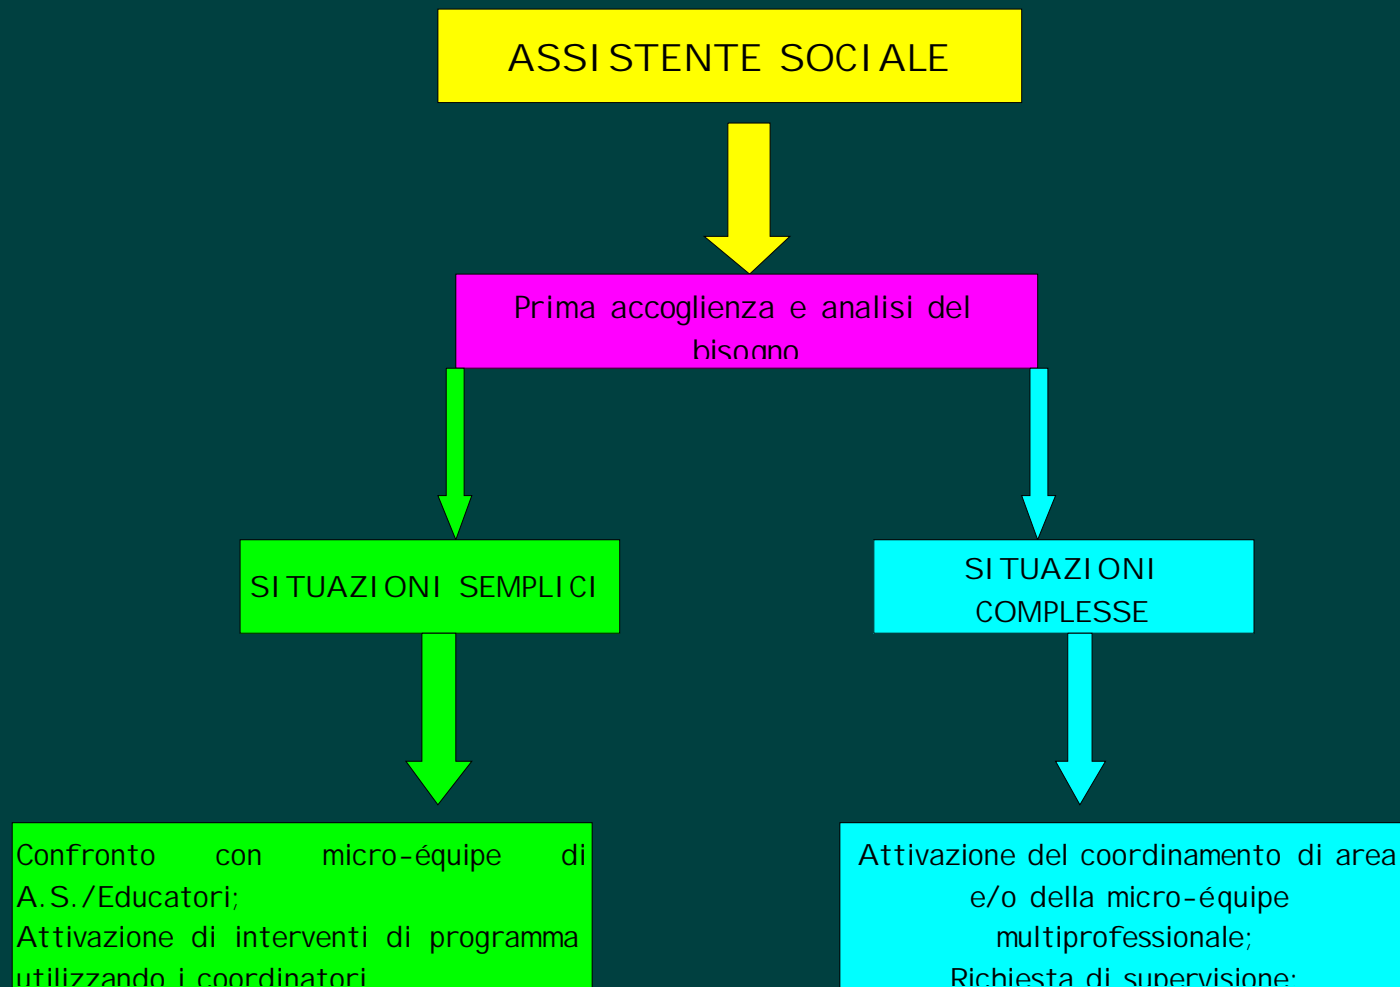 ASSISTENTE SOCIALE
Prima accoglienza e analisi del
bisogno
SITUAZIONI SEMPLICI
SITUAZIONI
COMPLESSE
Confronto con micro-équipe di
A.S./Educatori;
Attivazione di interventi di programma
utilizzando i coordinatori
Attivazione del coordinamento di area
e/o della micro-équipe
multiprofessionale;
Richiesta di supervisione;